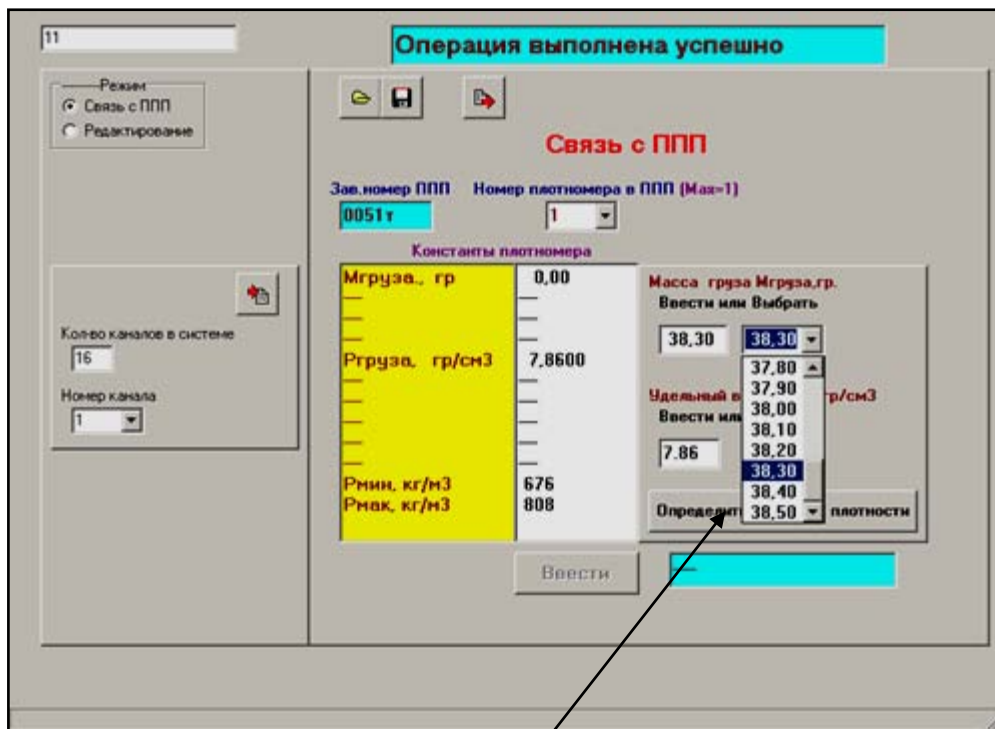 11
Операция выполнена успешно
Режим
Связь с ППП
Редактирование
Связь с ППП
Зав.номер ППП Номер плотномера в ППП (Max=1)
0051т 1
Константы плотномера
Мгруза., гр 0,00
Ргруза, гр/см3 7,8600
Рмин, кг/м3 676
Рмак, кг/м3 808
Кол-во каналов в системе
16
Номер канала
1
Масса груза Мгруза,гр.
Ввести или Выбрать
38,30 38,30
37,80
37,90
38,00
38,10
38,20
38,30
38,40
38,50
Удельный в гр/см3
Ввести или
7.86
Определить плотности
Ввести